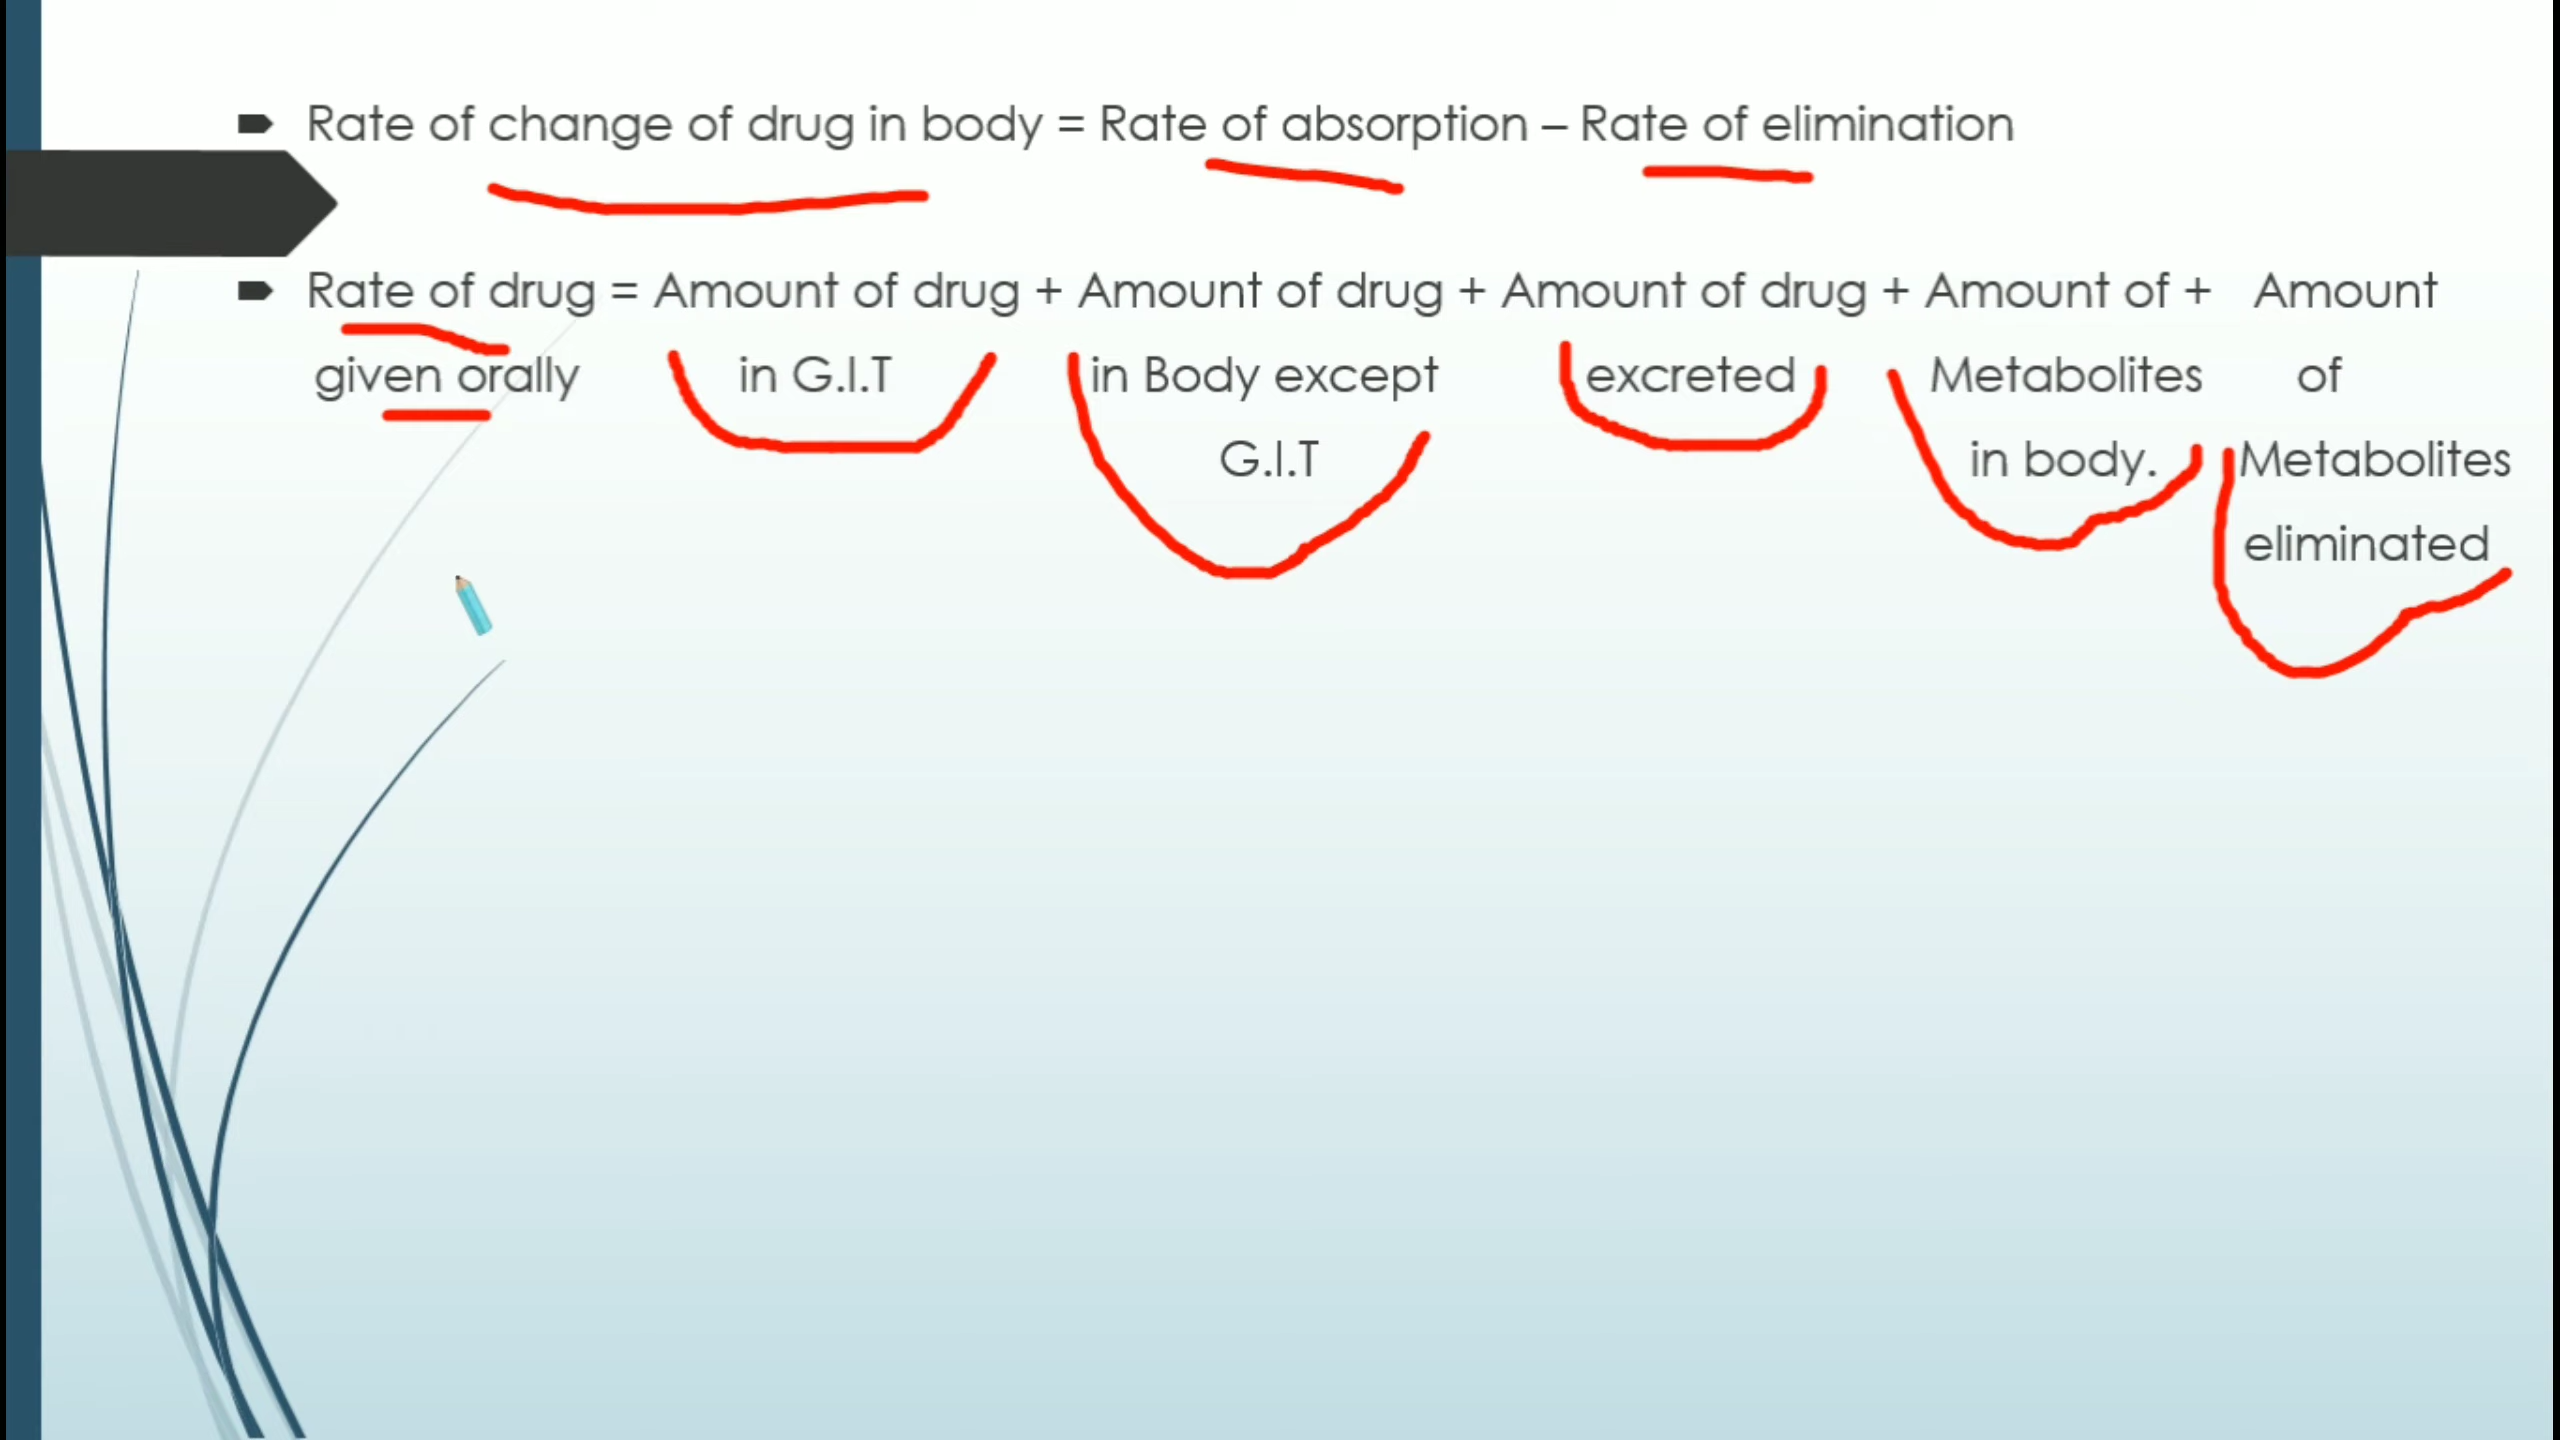 Rate of change of drug in body = Rate of absorption – Rate of elimination
Rate of drug = Amount of drug + Amount of drug + Amount of drug + Amount of + Amount
given orally in G.I.T in Body except excreted Metabolites of
G.I.T in body. Metabolites
eliminated